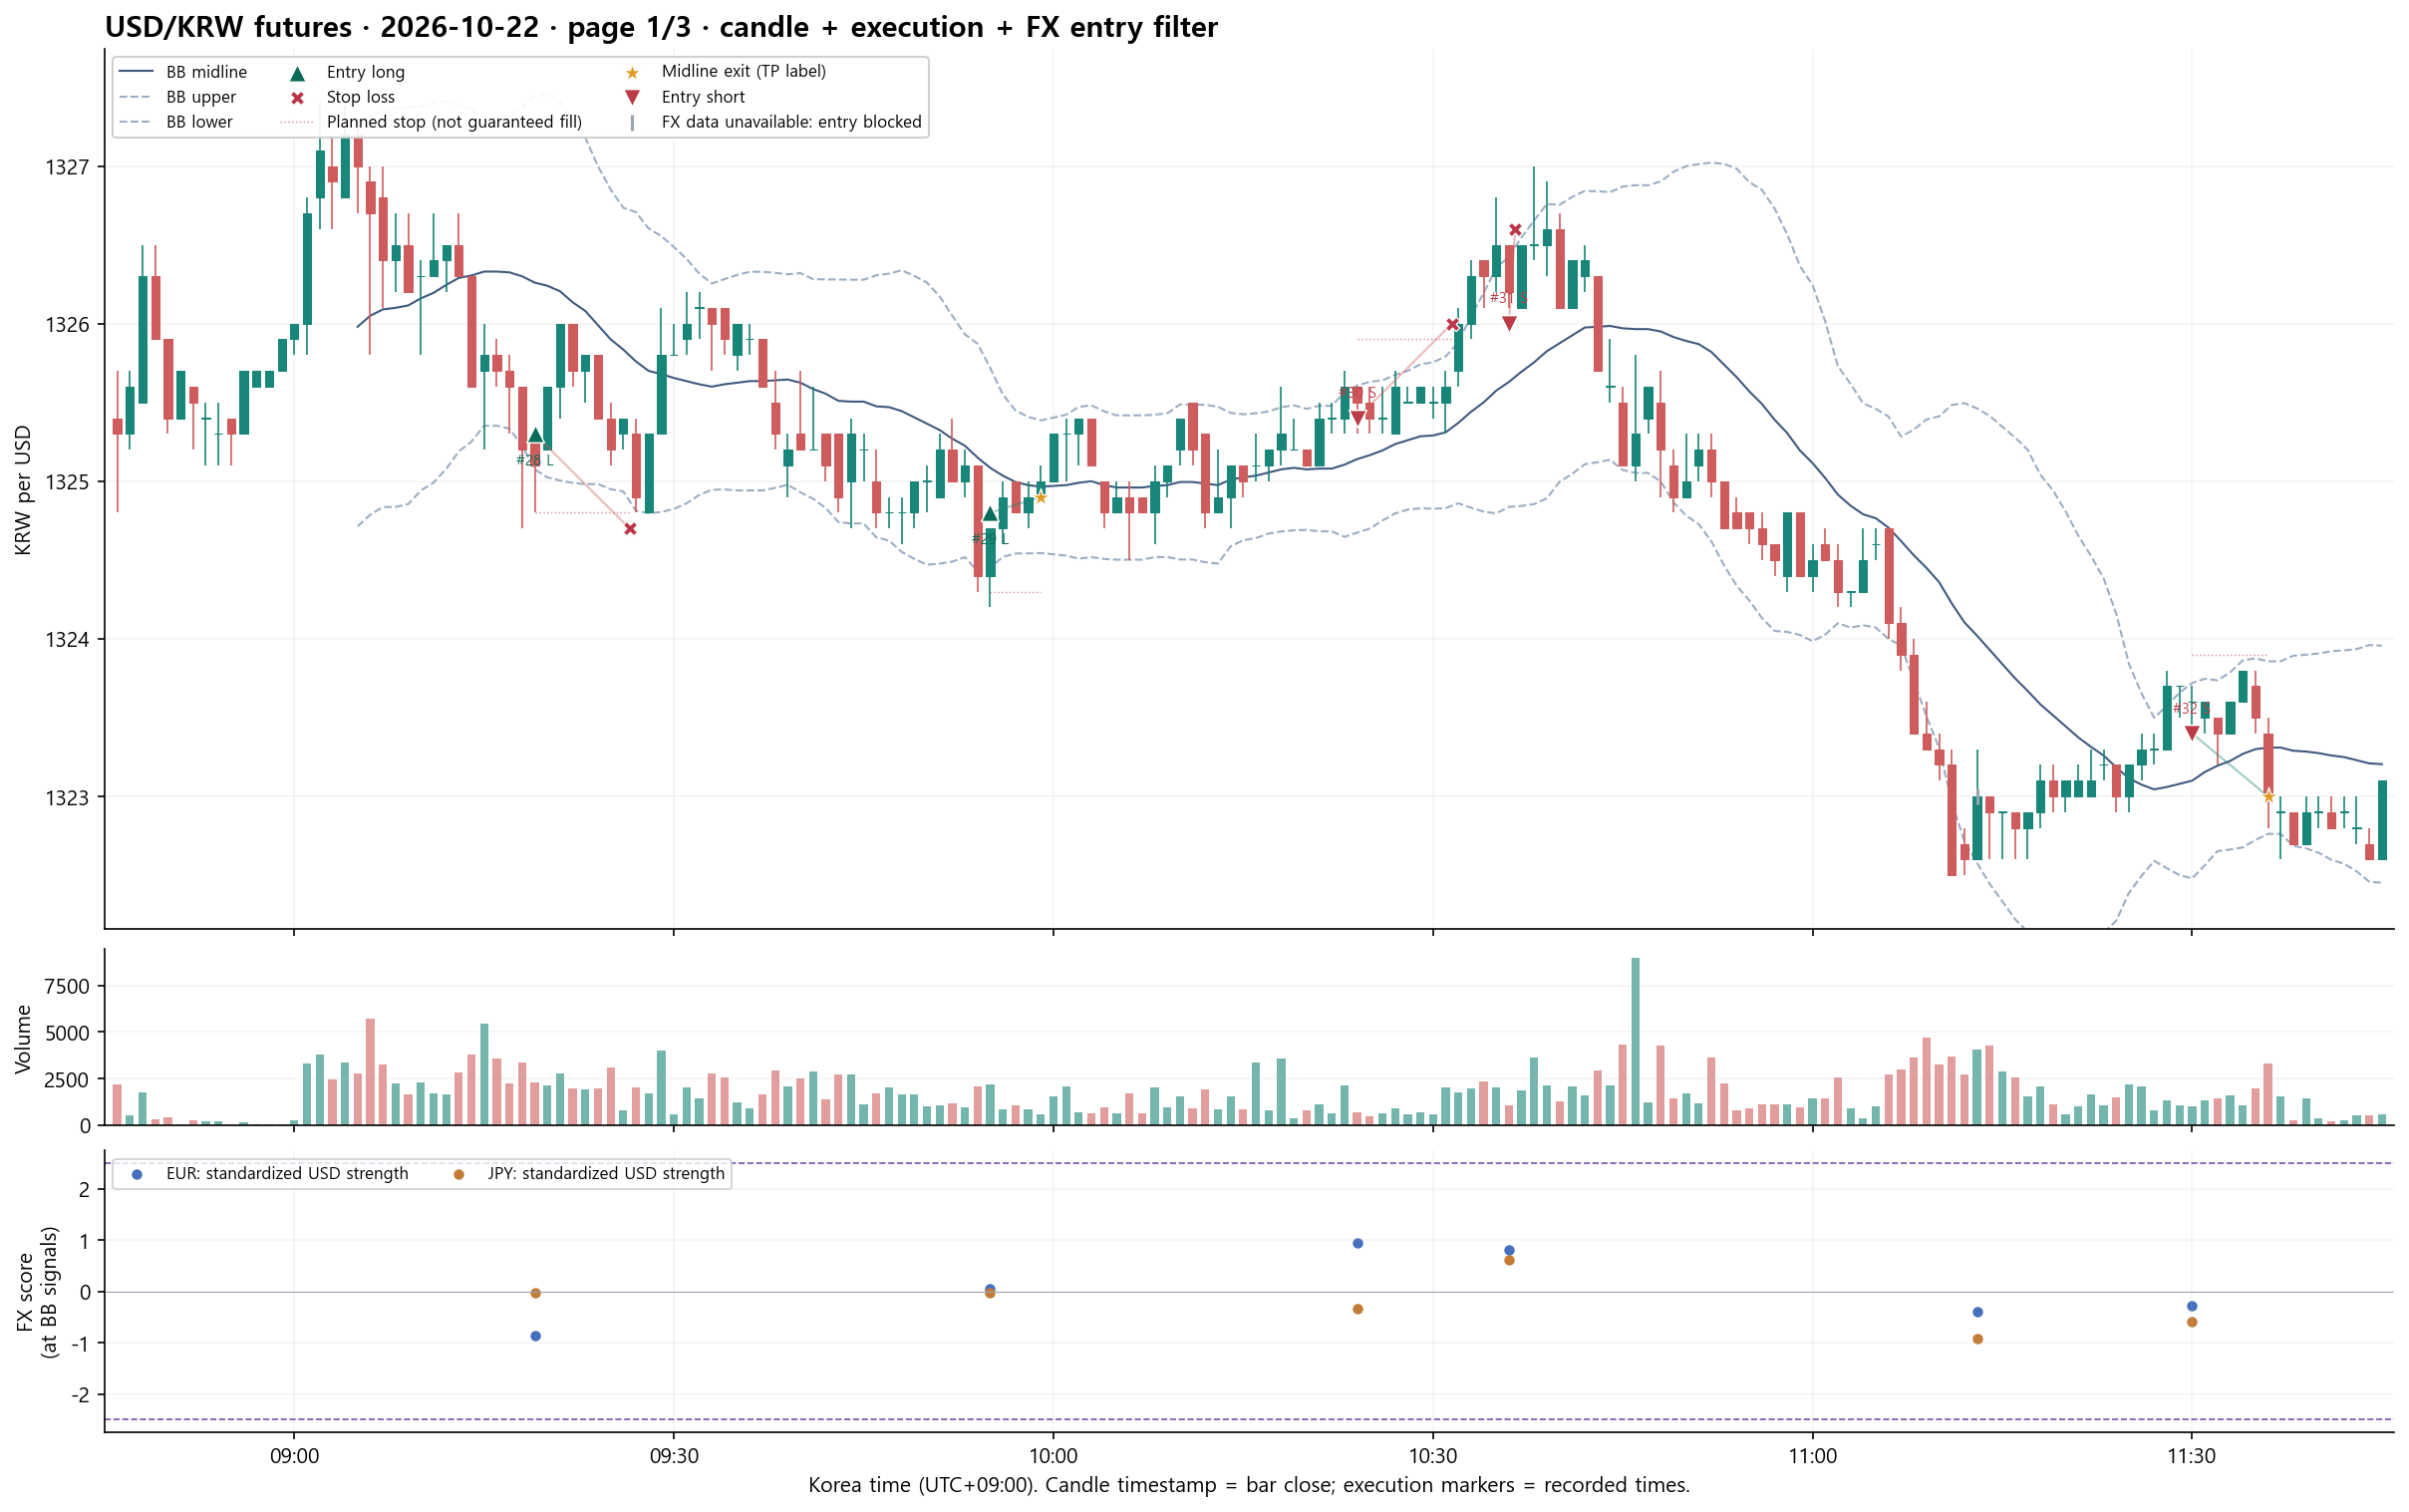 USD/KRW futures · 2026-10-22 · page 1/3 · candle + execution + FX entry filter
BB midline
BB upper
BB lower
Entry long
Stop loss
Planned stop (not guaranteed fill)
Midline exit (TP label)
Entry short
FX data unavailable: entry blocked
KRW per USD
1327
1326
1325
1324
1323
#28 L
#29 L
#30 S
#31 S
#32
Volume
7500
5000
2500
0
EUR: standardized USD strength
JPY: standardized USD strength
FX score
(at BB signals)
2
1
0
-1
-2
09:00
09:30
10:00
10:30
11:00
11:30
Korea time (UTC+09:00). Candle timestamp = bar close; execution markers = recorded times.